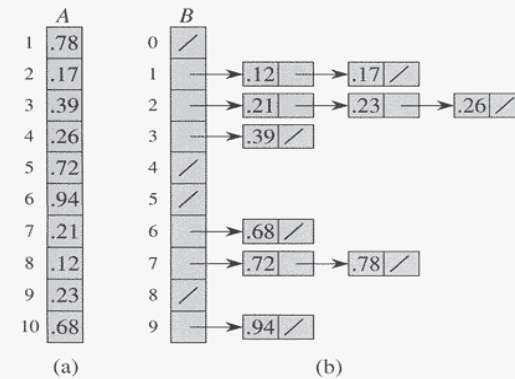 A B
1 .78 0 /
2 .17 1 .12 .17 /
3 .39 2 .21 .23 .26 /
4 .26 3 .39 /
5 .72 4 /
6 .94 5 /
7 .21 6 .68 /
8 .12 7 .72 .78 /
9 .23 8 /
10 .68 9 .94 /
(a) (b)